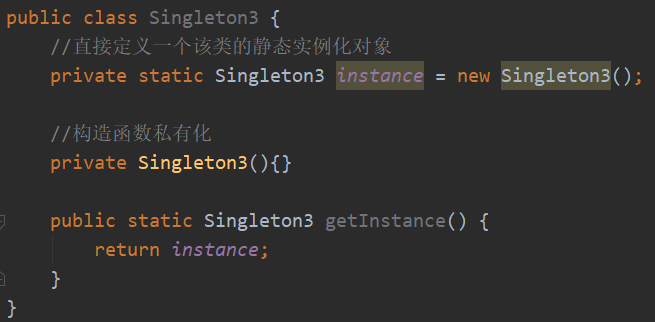 public class Singleton3 {
//直接定义一个该类的静态实例化对象
private static Singleton3 instance = new Singleton3();
//构造函数私有化
private Singleton3(){}
public static Singleton3 getInstance() {
return instance;
}
}